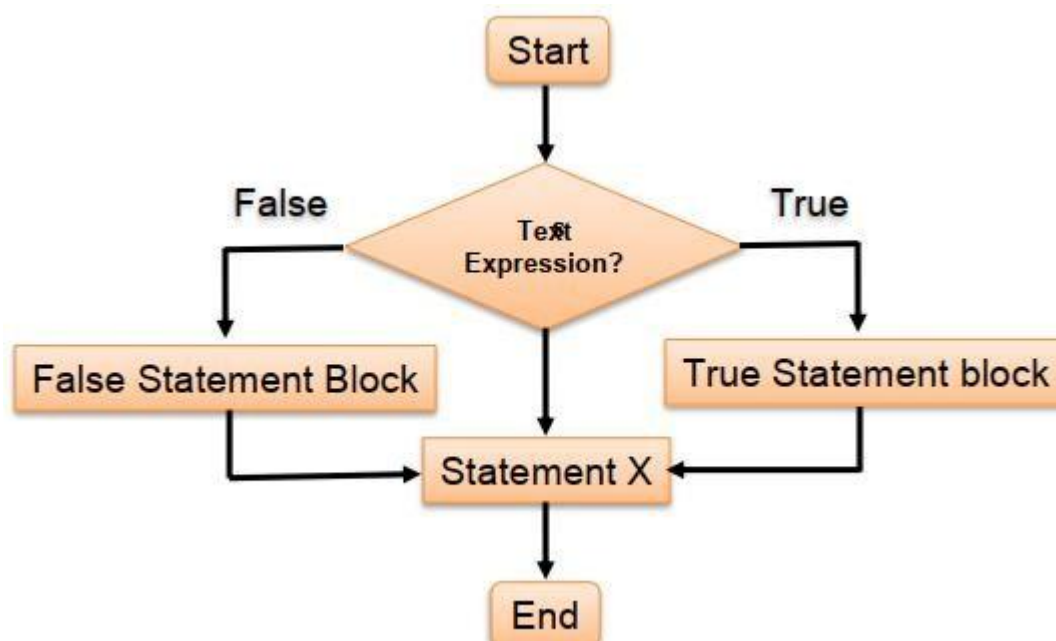 Start
False
True
Expression?
False Statement Block
True Statement block
Statement X
End